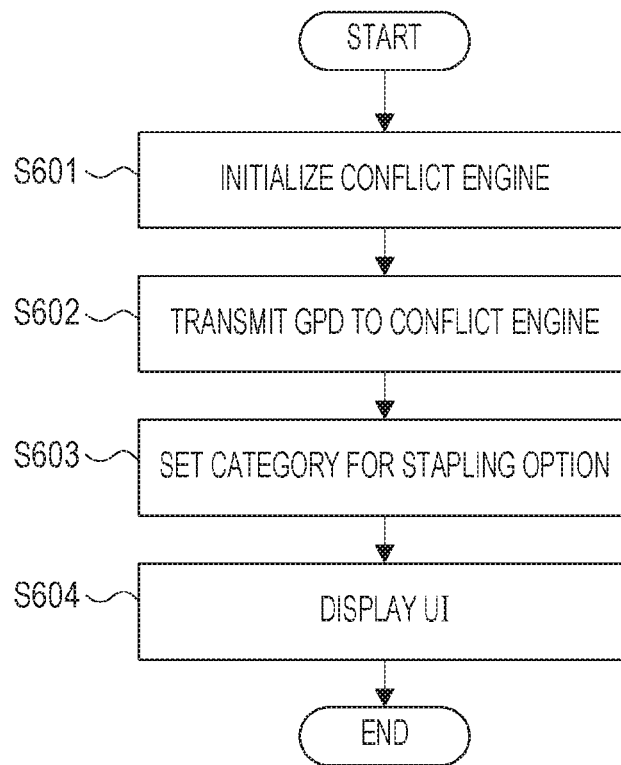 START
S601 INITIALIZE CONFLICT ENGINE
S602 TRANSMIT GPD TO CONFLICT ENGINE
S603 SET CATEGORY FOR STAPLING OPTION
S604 DISPLAY UI
END